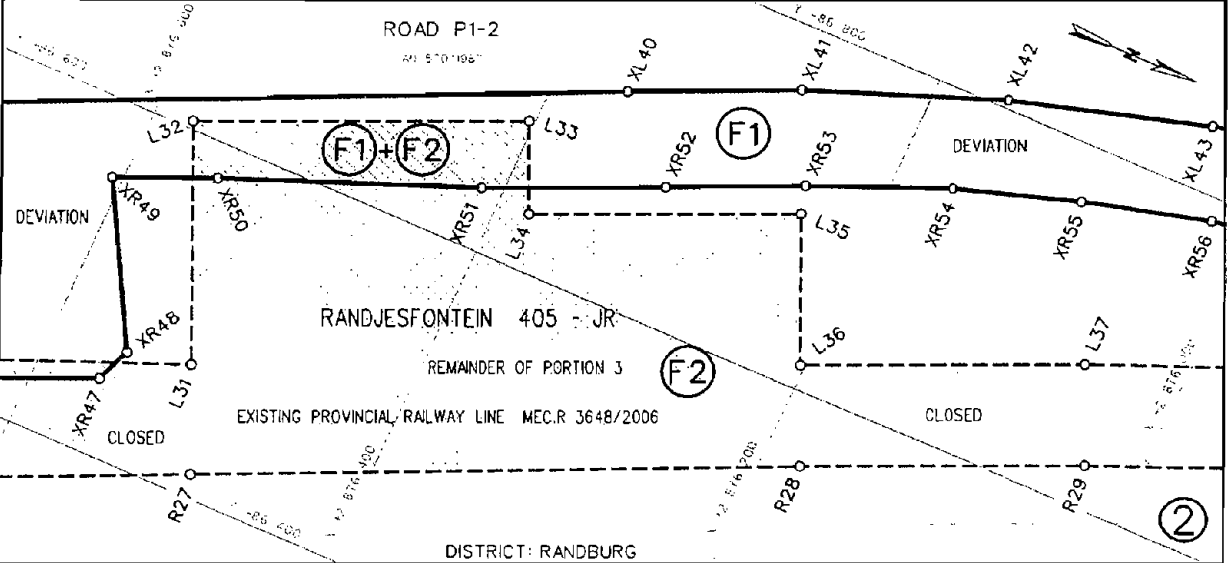 ROAD P1-2
XL40
XL41
XL42
XL43
N
L32
F1 + F2
L33
F1
XR52
XR53
DEVIATION
XR49
XR50
XR51
L34
L35
XR54
XR55
XR56
DEVIATION
RANDJESFONTEIN 405 - JR
XR48
L31
REMAINDER OF PORTION 3
F2
L36
L37
XR47
CLOSED
EXISTING PROVINCIAL RAILWAY LINE MEC.R 3648/2006
CLOSED
R27
R28
R29
2
DISTRICT: RANDBURG